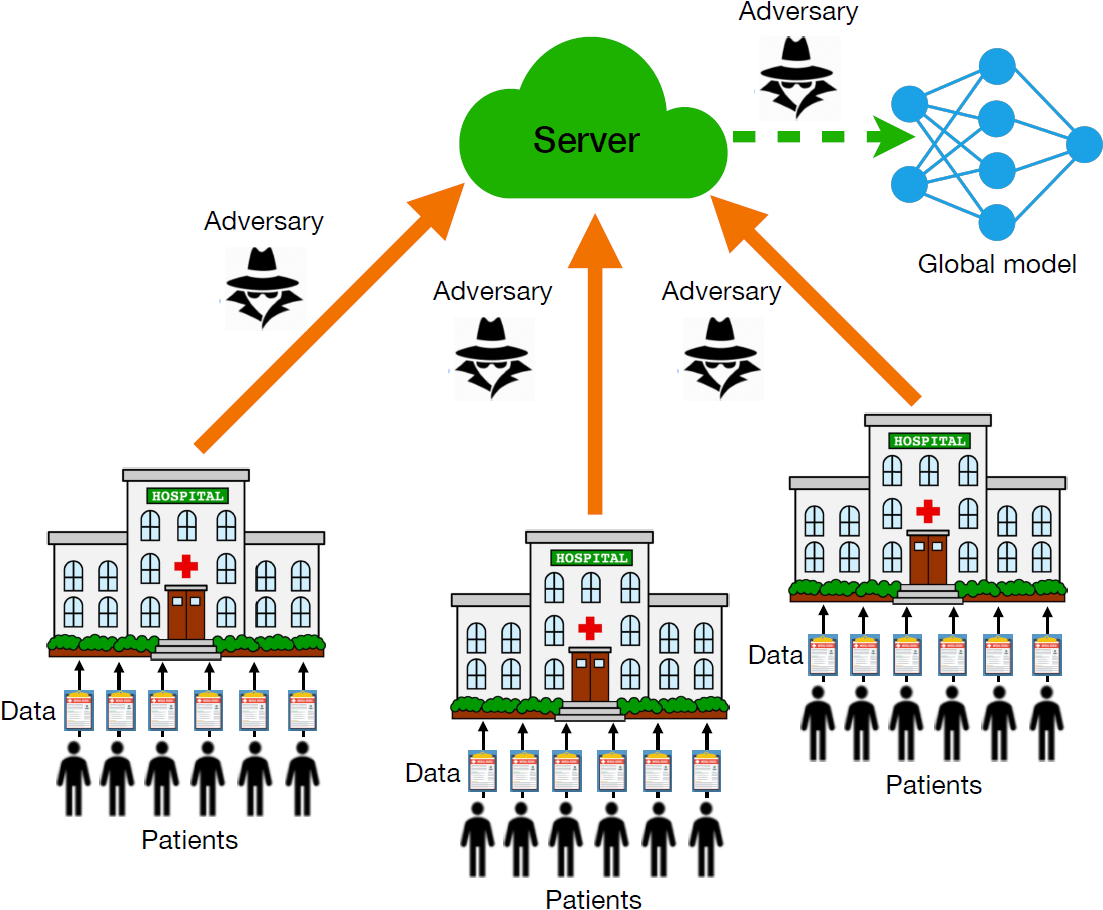 Adversary
Server
Global model
Adversary
Adversary
Adversary
HOSPITAL
HOSPITAL
HOSPITAL
Data
Data
Data
Patients
Patients
Patients